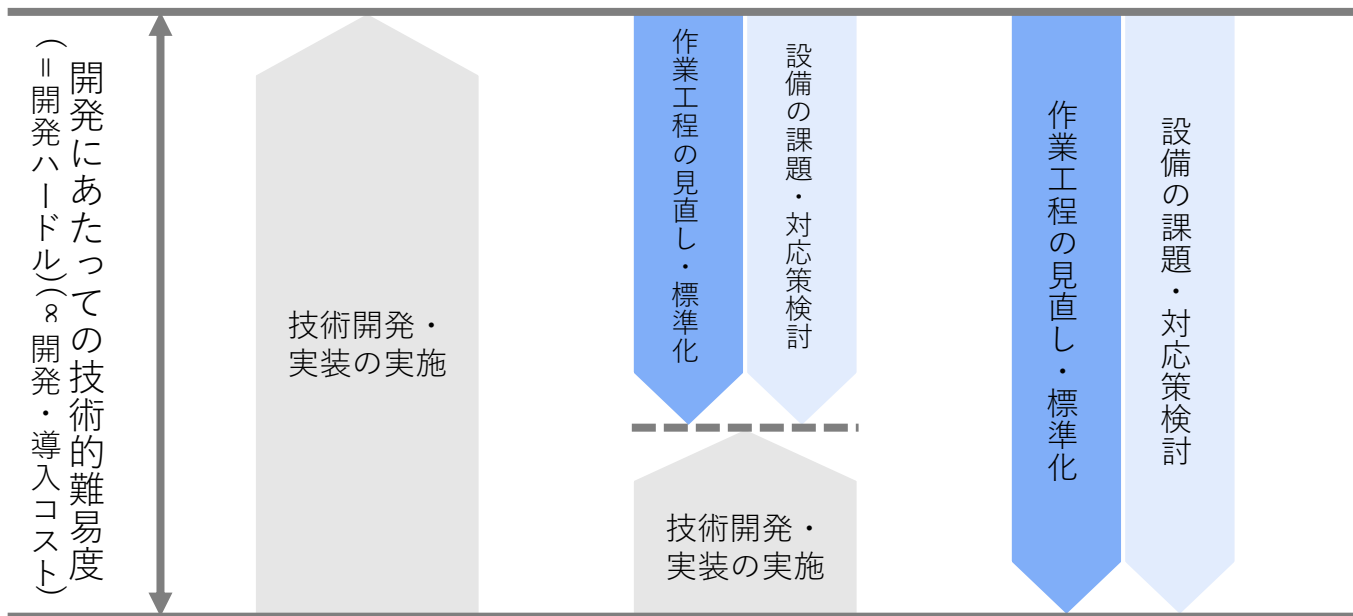 開発にあたっての技術的難易度
(=開発ハードル)(∝開発・導入コスト)
技術開発・
実装の実施
作業工程の見直し・標準化
設備の課題・対応策検討
技術開発・
実装の実施
作業工程の見直し・標準化
設備の課題・対応策検討